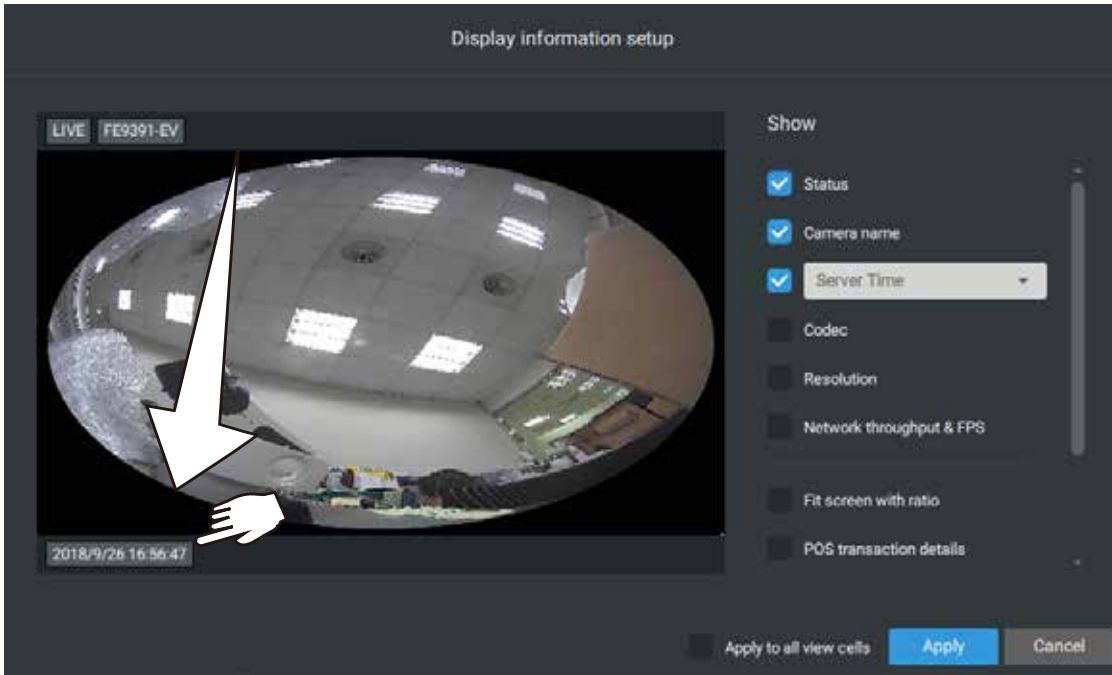 Display information setup
LIVE FE9391-EV
2018/9/26 16:56:47
Show
Status
Camera name
Server Time
Codec
Resolution
Network throughput & FPS
Fit screen with ratio
POS transaction details
Apply to all view cells Apply Cancel